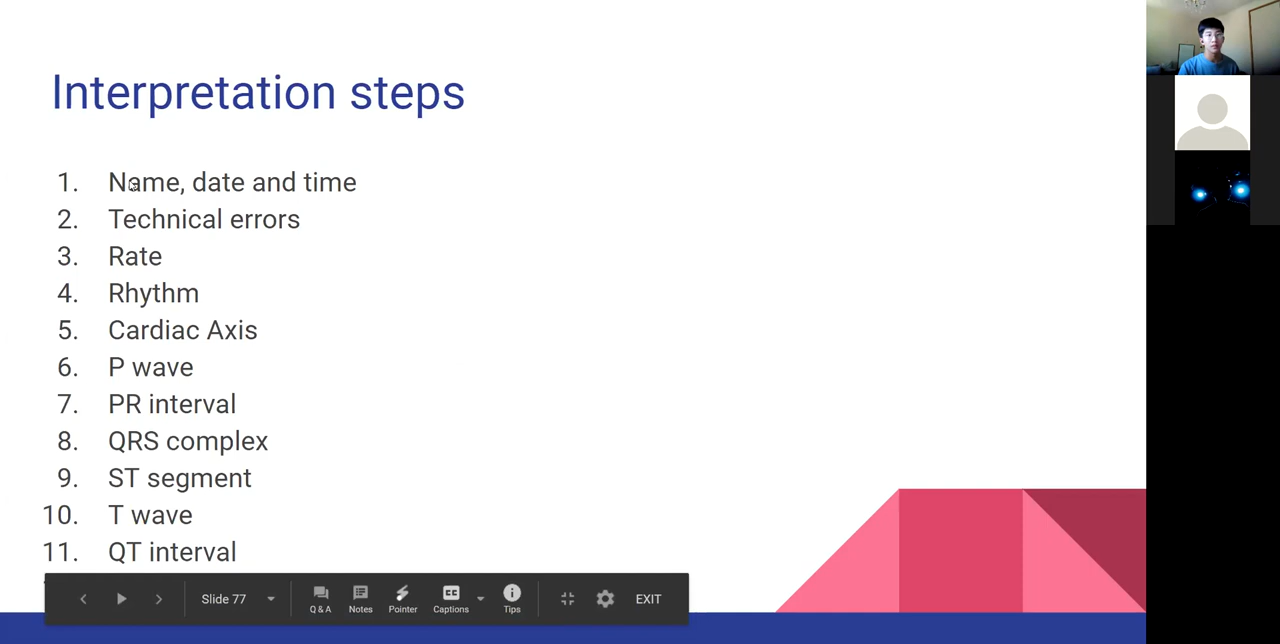 Interpretation steps
1. Name, date and time
2. Technical errors
3. Rate
4. Rhythm
5. Cardiac Axis
6. P wave
7. PR interval
8. QRS complex
9. ST segment
10. T wave
11. QT interval
Slide 77
Q & A
Notes
Pointer
CC
Captions
Tips
EXIT